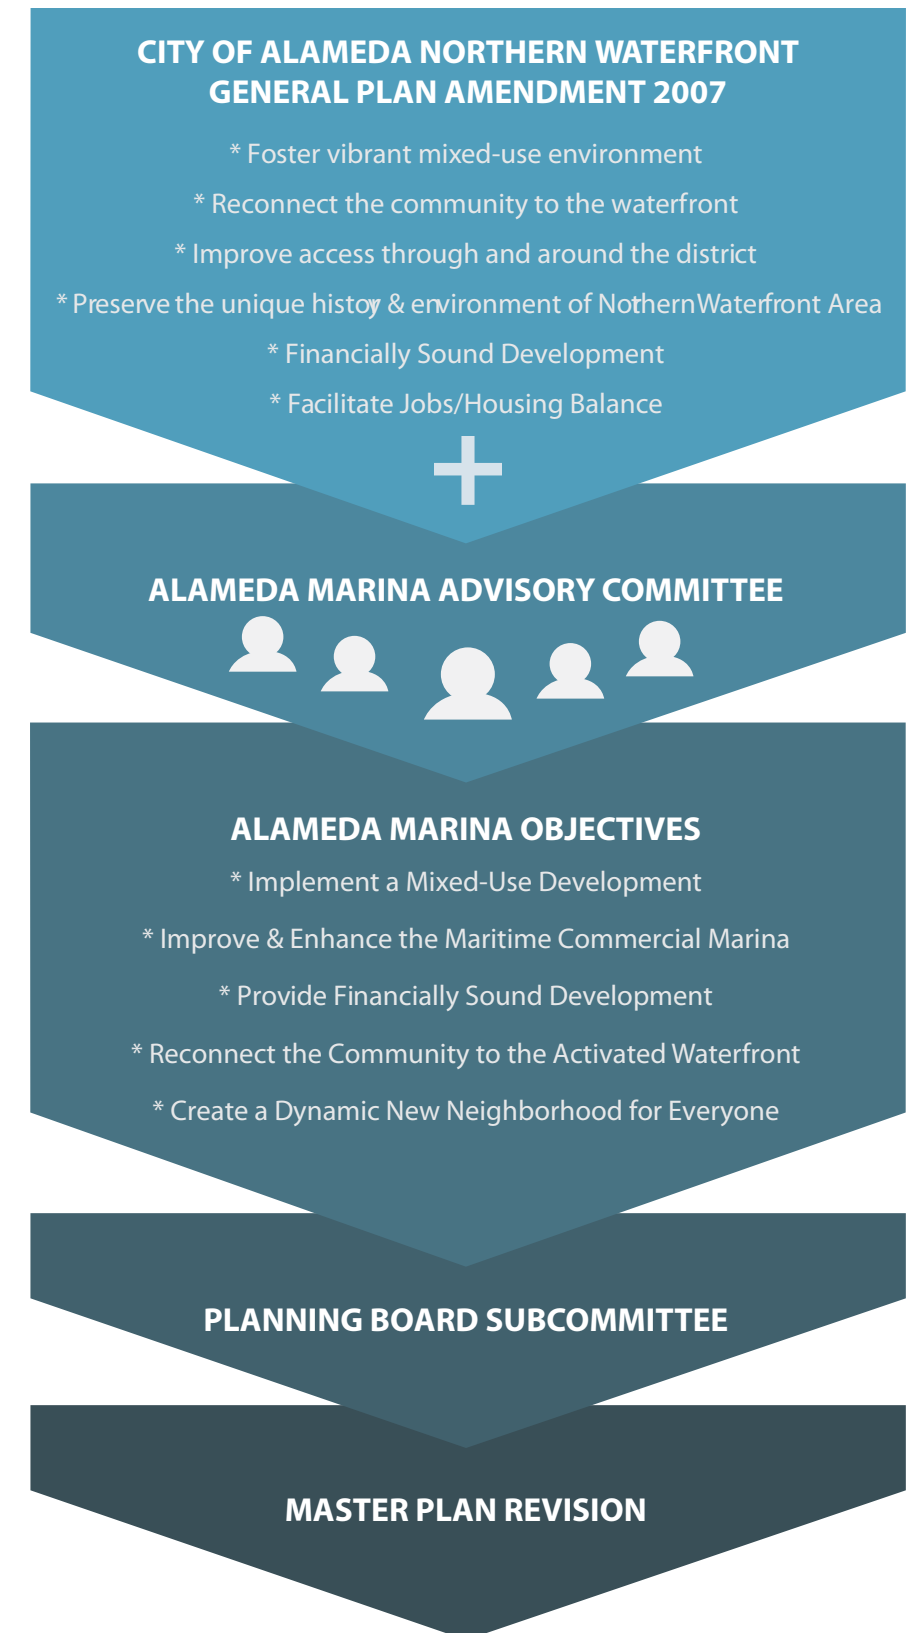 CITY OF ALAMEDA NORTHERN WATERFRONT
GENERAL PLAN AMENDMENT 2007
* Foster vibrant mixed-use environment
* Reconnect the community to the waterfront
* Improve access through and around the district
* Preserve the unique history & environment of Northern Waterfront Area
* Financially Sound Development
* Facilitate Jobs/Housing Balance
+
ALAMEDA MARINA ADVISORY COMMITTEE
ALAMEDA MARINA OBJECTIVES
* Implement a Mixed-Use Development
* Improve & Enhance the Maritime Commercial Marina
* Provide Financially Sound Development
* Reconnect the Community to the Activated Waterfront
* Create a Dynamic New Neighborhood for Everyone
PLANNING BOARD SUBCOMMITTEE
MASTER PLAN REVISION